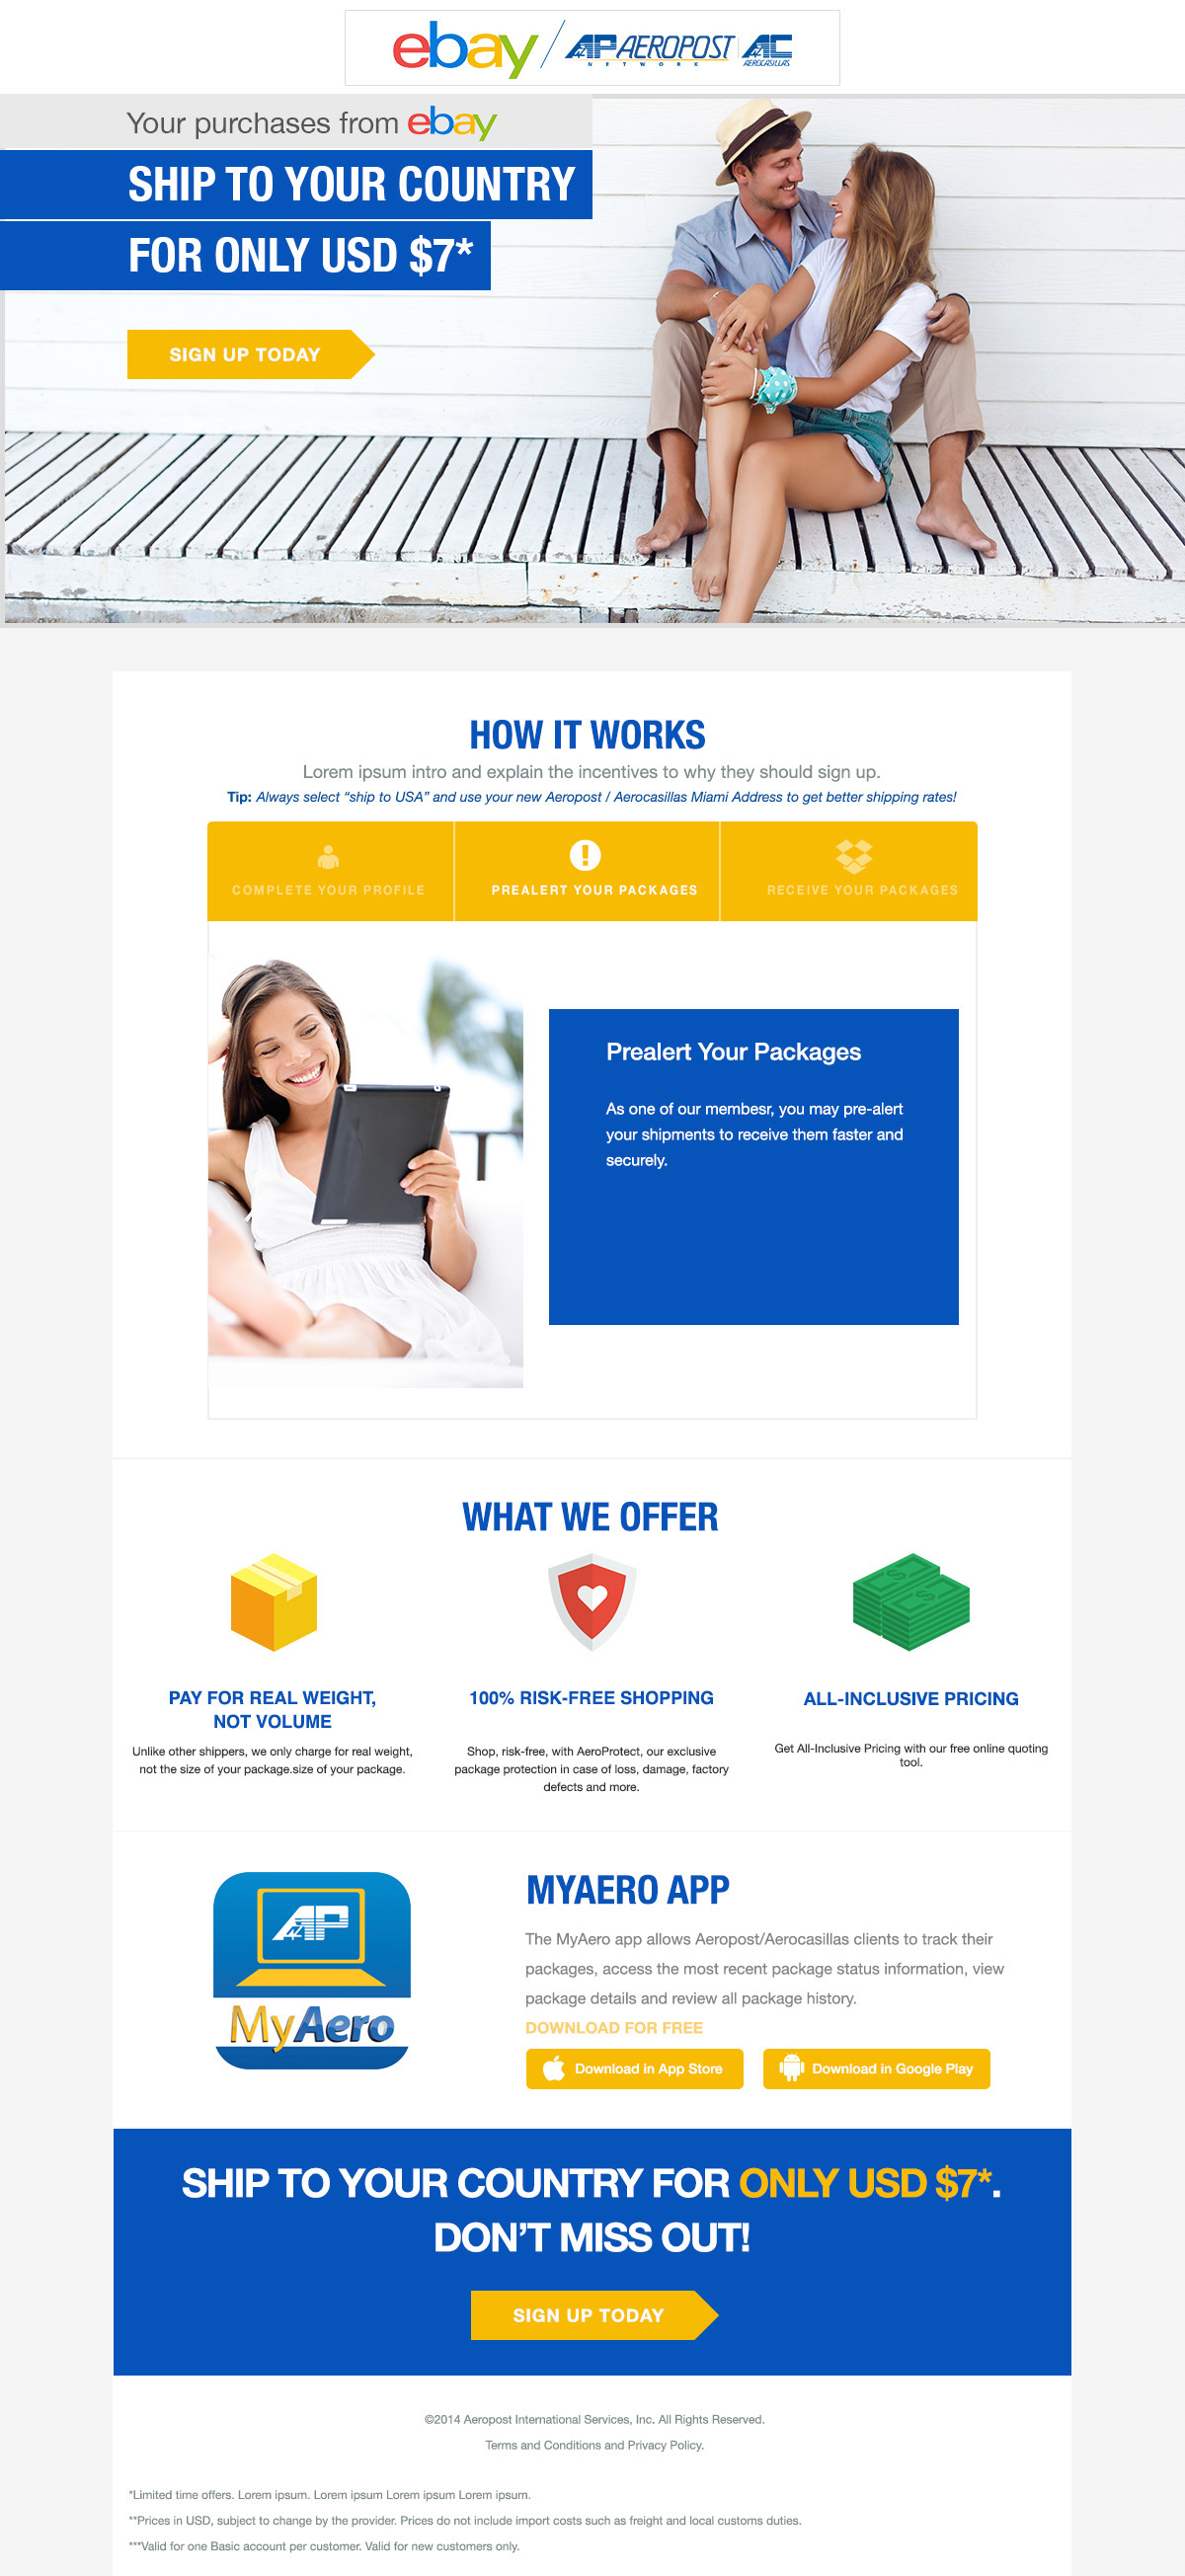 ebay / AP AEROPOST AC
NETWORK AEROCASILLAS
Your purchases from ebay
SHIP TO YOUR COUNTRY
FOR ONLY USD $7*
SIGN UP TODAY
HOW IT WORKS
Lorem ipsum intro and explain the incentives to why they should sign up.
Tip: Always select “ship to USA” and use your new Aeropost / Aerocasillas Miami Address to get better shipping rates!
COMPLETE YOUR PROFILE
PREALERT YOUR PACKAGES
RECEIVE YOUR PACKAGES
Prealert Your Packages
As one of our membesr, you may pre-alert
your shipments to receive them faster and
securely.
WHAT WE OFFER
PAY FOR REAL WEIGHT,
NOT VOLUME
Unlike other shippers, we only charge for real weight,
not the size of your package.size of your package.
100% RISK-FREE SHOPPING
Shop, risk-free, with AeroProtect, our exclusive
package protection in case of loss, damage, factory
defects and more.
ALL-INCLUSIVE PRICING
Get All-Inclusive Pricing with our free online quoting
tool.
AP
MyAero
MYAERO APP
The MyAero app allows Aeropost/Aerocasillas clients to track their
packages, access the most recent package status information, view
package details and review all package history.
DOWNLOAD FOR FREE
Download in App Store
Download in Google Play
SHIP TO YOUR COUNTRY FOR ONLY USD $7*.
DON’T MISS OUT!
SIGN UP TODAY
©2014 Aeropost International Services, Inc. All Rights Reserved.
Terms and Conditions and Privacy Policy.
*Limited time offers. Lorem ipsum. Lorem ipsum Lorem ipsum Lorem ipsum.
**Prices in USD, subject to change by the provider. Prices do not include import costs such as freight and local customs duties.
***Valid for one Basic account per customer. Valid for new customers only.